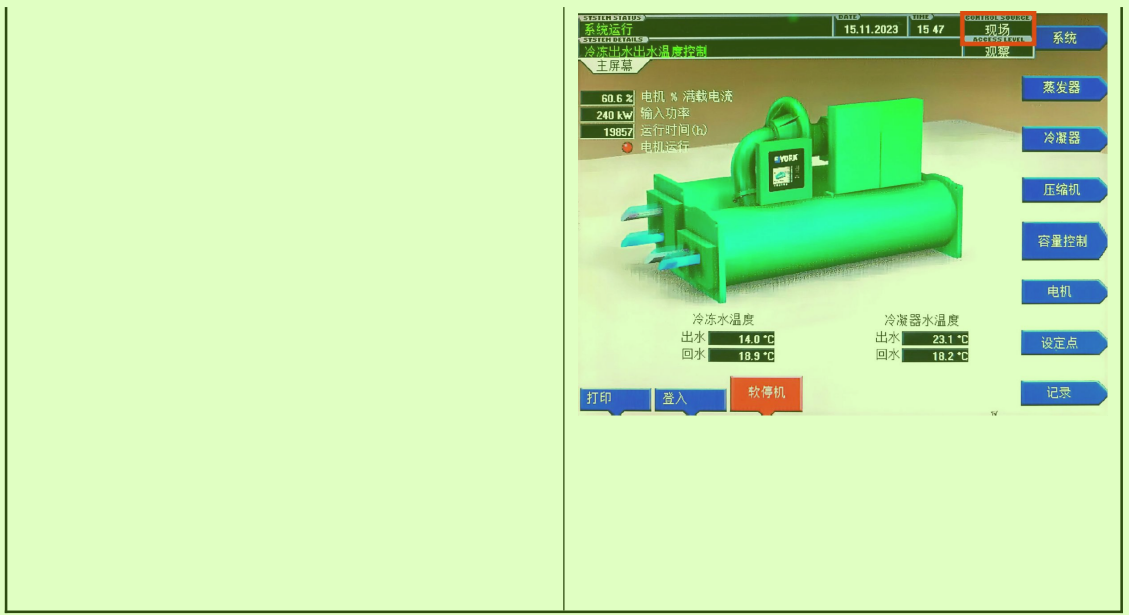 SYSTEM STATUS
系统运行
DATE
15.11.2023
TIME
15 47
CONTROL SOURCE
现场
系统
SYSTEM DETAILS
冷冻出水出水温度控制
ACCESS LEVEL
观察
主屏幕
60.6 % 电机 % 满载电流
240 kW 输入功率
19857 运行时间(h)
电机运行
YORK
蒸发器
冷凝器
压缩机
容量控制
电机
设定点
记录
冷冻水温度
出水 14.0 °C
回水 18.9 °C
冷凝器水温度
出水 23.1 °C
回水 18.2 °C
打印
登入
软停机